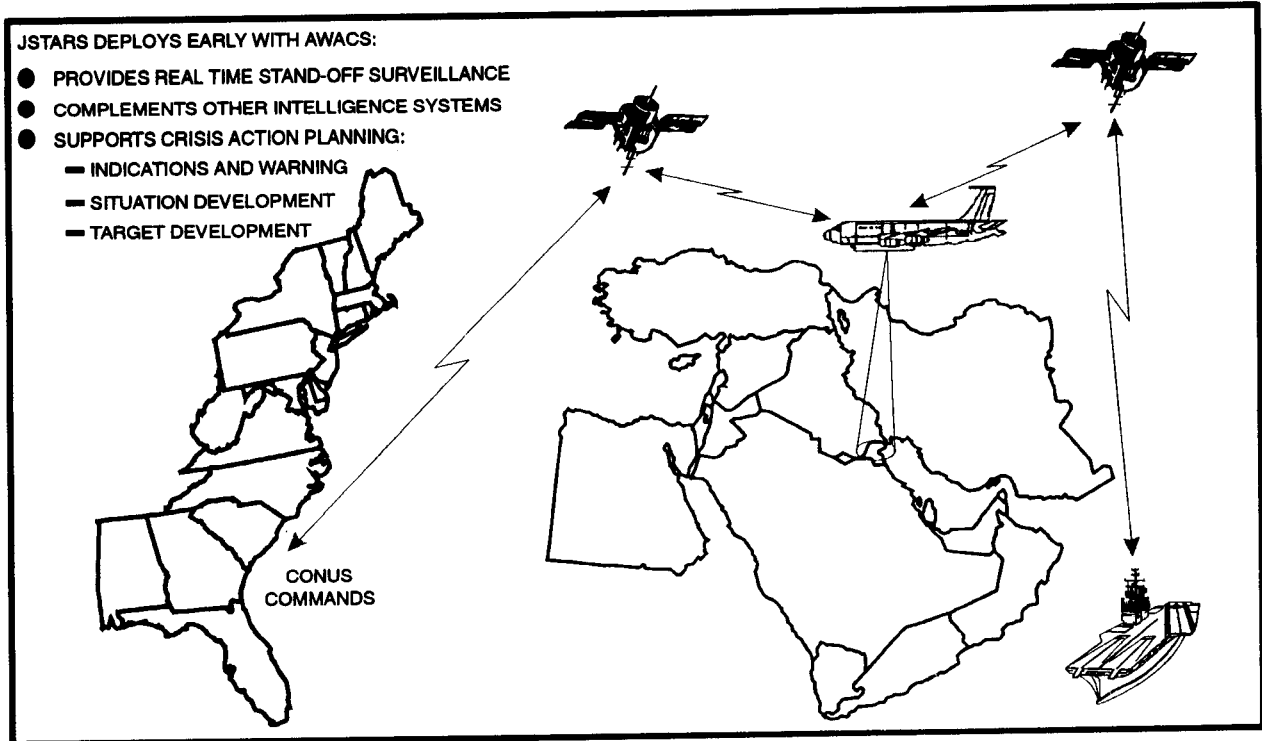 JSTARS DEPLOYS EARLY WITH AWACS:
● PROVIDES REAL TIME STAND-OFF SURVEILLANCE
● COMPLEMENTS OTHER INTELLIGENCE SYSTEMS
● SUPPORTS CRISIS ACTION PLANNING:
– INDICATIONS AND WARNING
– SITUATION DEVELOPMENT
– TARGET DEVELOPMENT
CONUS
COMMANDS